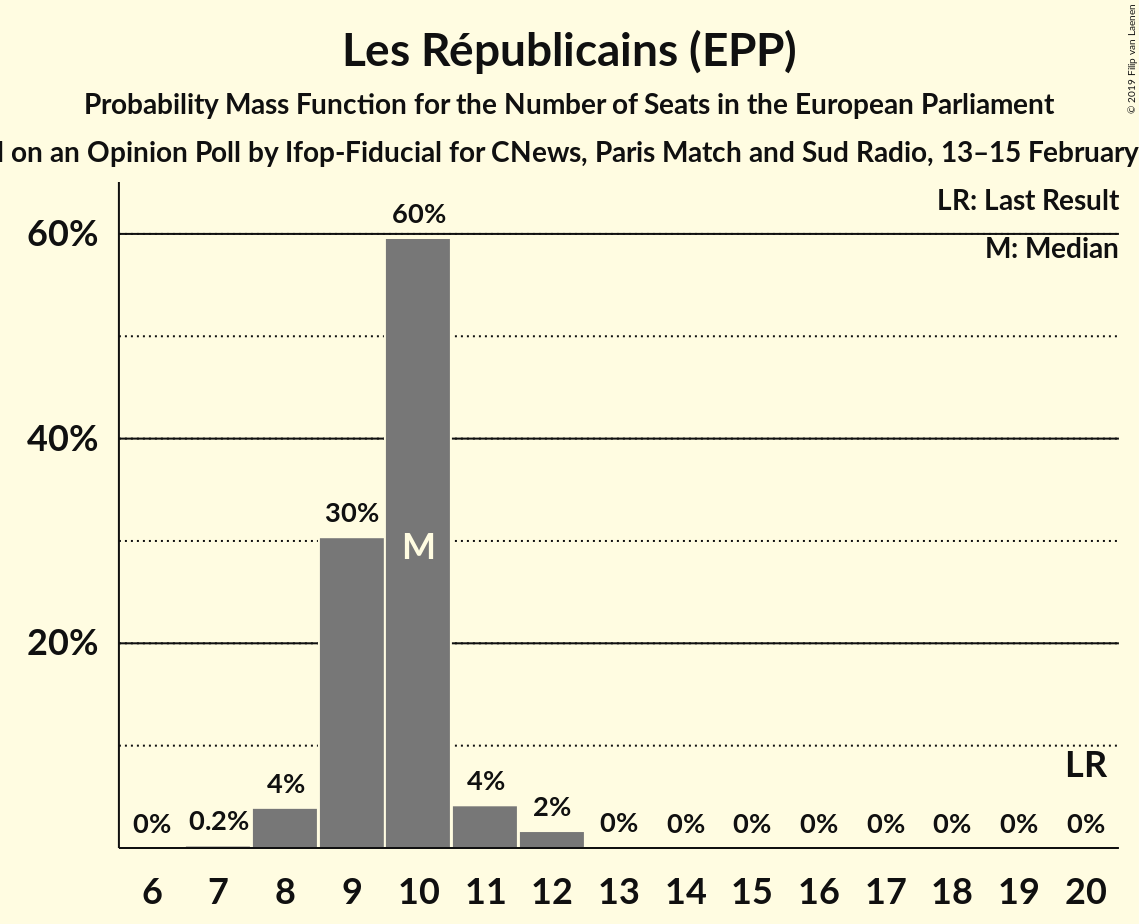 Les Républicains (EPP)
Probability Mass Function for the Number of Seats in the European Parliament
on an Opinion Poll by Ifop-Fiducial for CNews, Paris Match and Sud Radio, 13–15 February
© 2019 Filip van Laenen
LR: Last Result
M: Median
60%
40%
20%
0% 0.2% 4% 30% 60% 4% 2% 0% 0% 0% 0% 0% 0% 0% 0%
M
LR
6 7 8 9 10 11 12 13 14 15 16 17 18 19 20